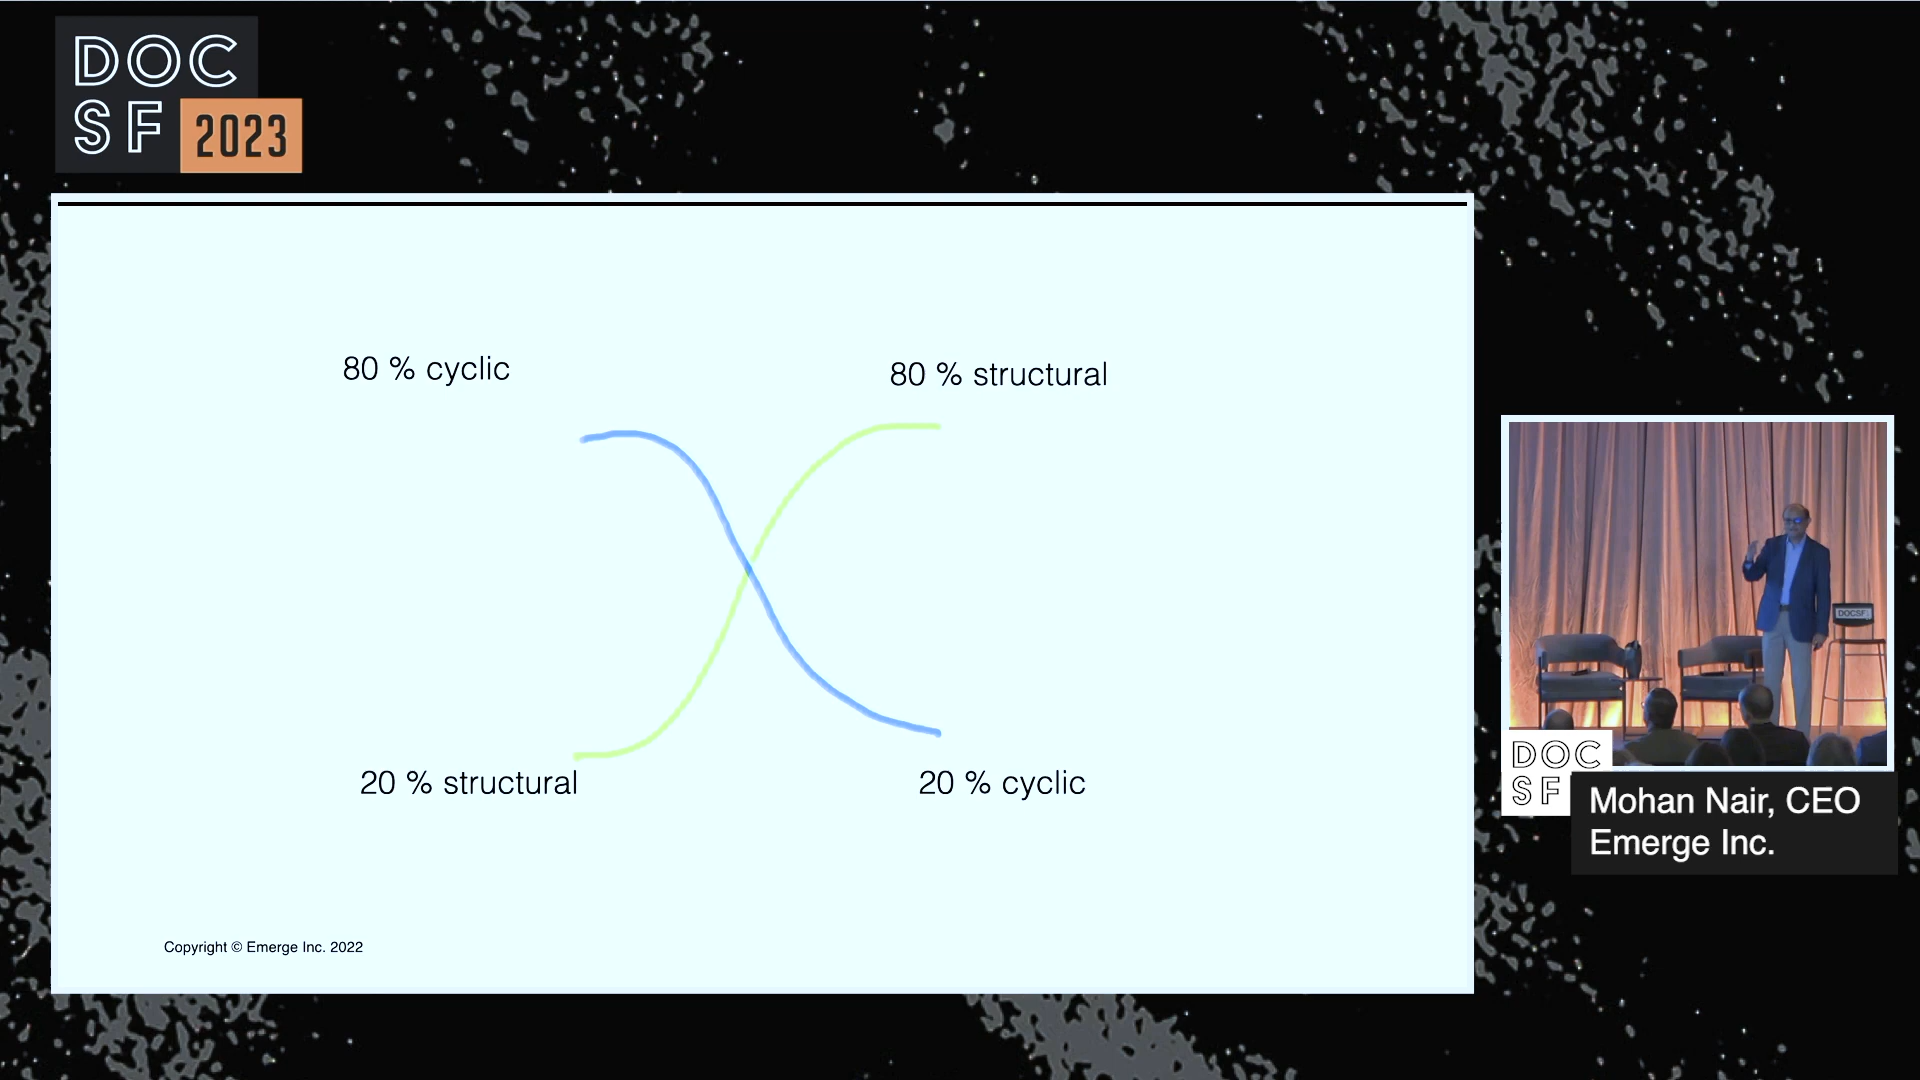 DOC
SF 2023
80 % cyclic
80 % structural
20 % structural
20 % cyclic
Copyright © Emerge Inc. 2022
DOCSF
DOC
SF
Mohan Nair, CEO
Emerge Inc.